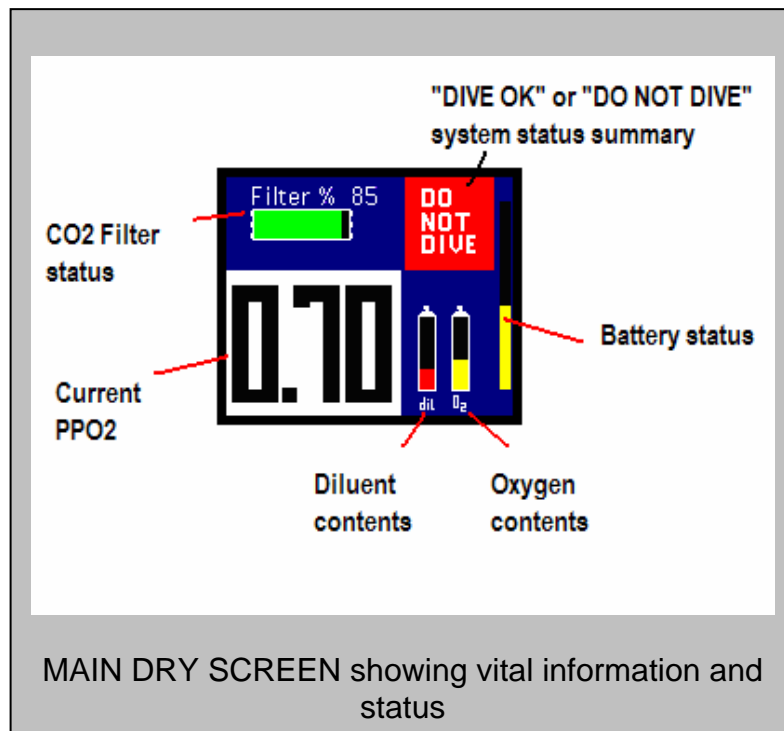 "DIVE OK" or "DO NOT DIVE"
system status summary
Filter % 85
DO
NOT
DIVE
CO2 Filter
status
0.70
Battery status
Current
PPO2
dil O2
Diluent
contents
Oxygen
contents
MAIN DRY SCREEN showing vital information and
status